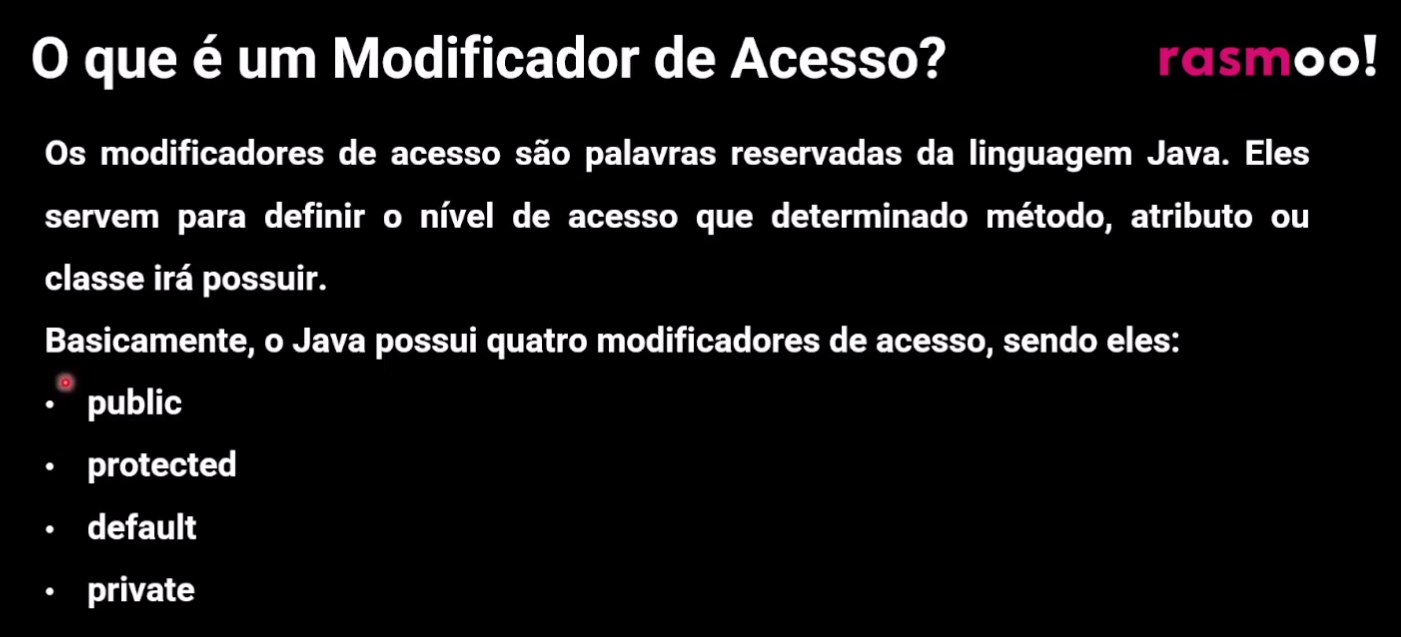 O que é um Modificador de Acesso?
rasmoo!
Os modificadores de acesso são palavras reservadas da linguagem Java. Eles
servem para definir o nível de acesso que determinado método, atributo ou
classe irá possuir.
Basicamente, o Java possui quatro modificadores de acesso, sendo eles:
• public
• protected
• default
• private